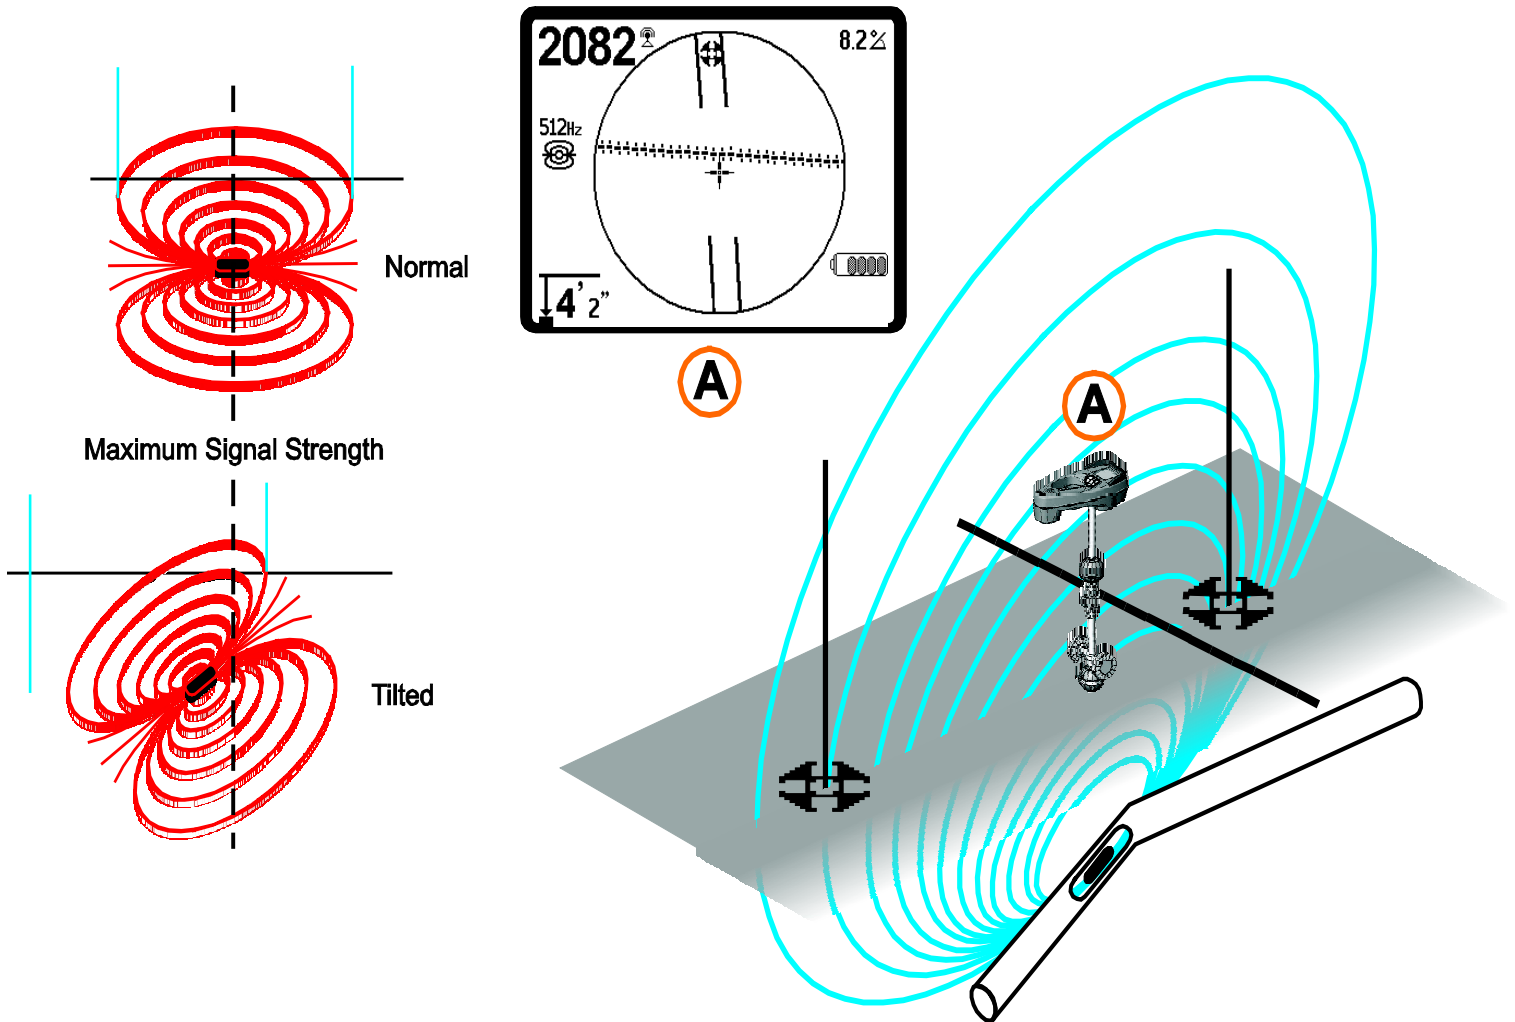 2082
8.2
512Hz
4' 2"
A
A
Normal
Maximum Signal Strength
Tilted